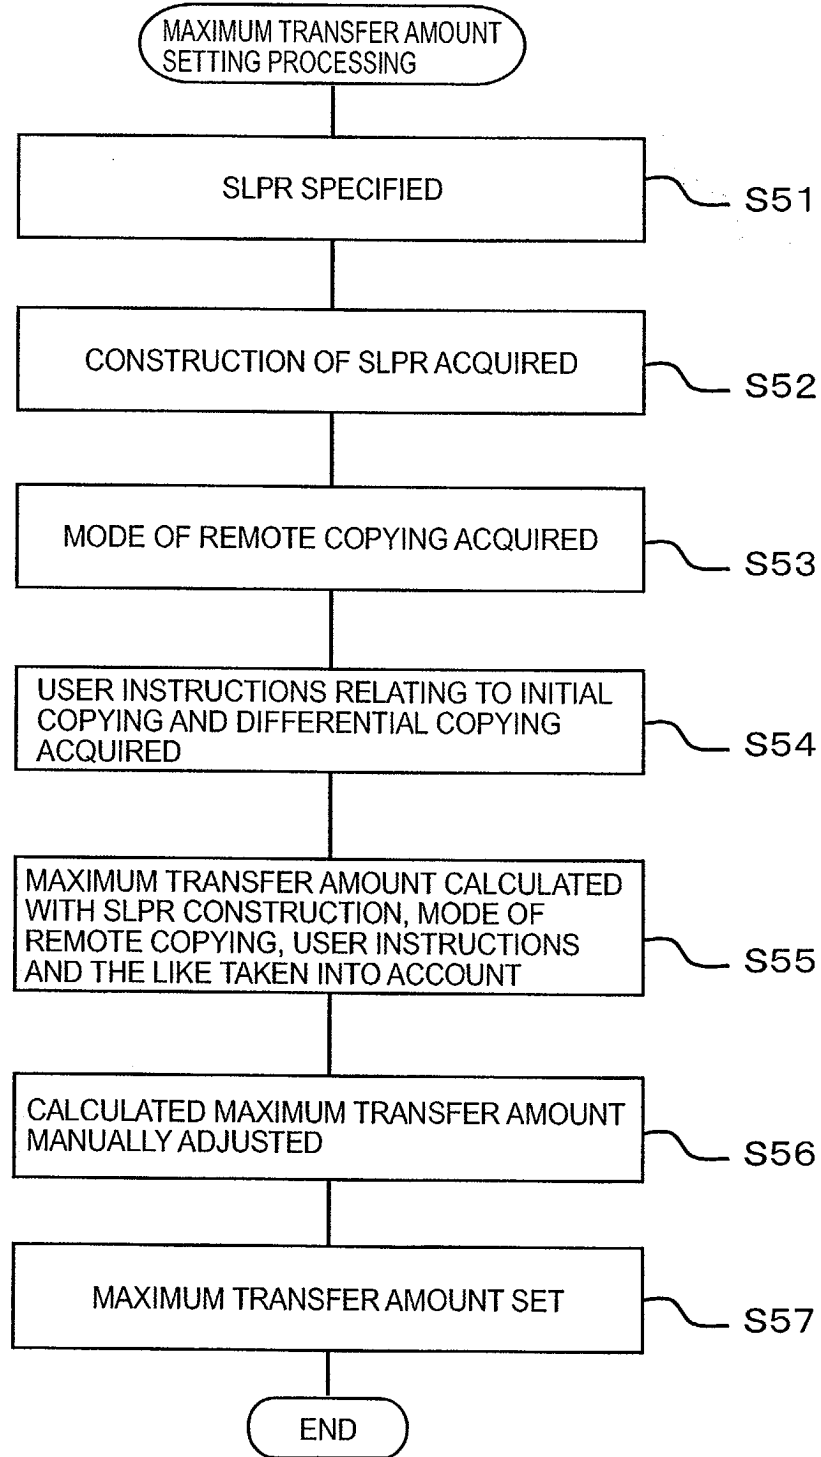 MAXIMUM TRANSFER AMOUNT
SETTING PROCESSING
SLPR SPECIFIED
S51
CONSTRUCTION OF SLPR ACQUIRED
S52
MODE OF REMOTE COPYING ACQUIRED
S53
USER INSTRUCTIONS RELATING TO INITIAL
COPYING AND DIFFERENTIAL COPYING
ACQUIRED
S54
MAXIMUM TRANSFER AMOUNT CALCULATED
WITH SLPR CONSTRUCTION, MODE OF
REMOTE COPYING, USER INSTRUCTIONS
AND THE LIKE TAKEN INTO ACCOUNT
S55
CALCULATED MAXIMUM TRANSFER AMOUNT
MANUALLY ADJUSTED
S56
MAXIMUM TRANSFER AMOUNT SET
S57
END